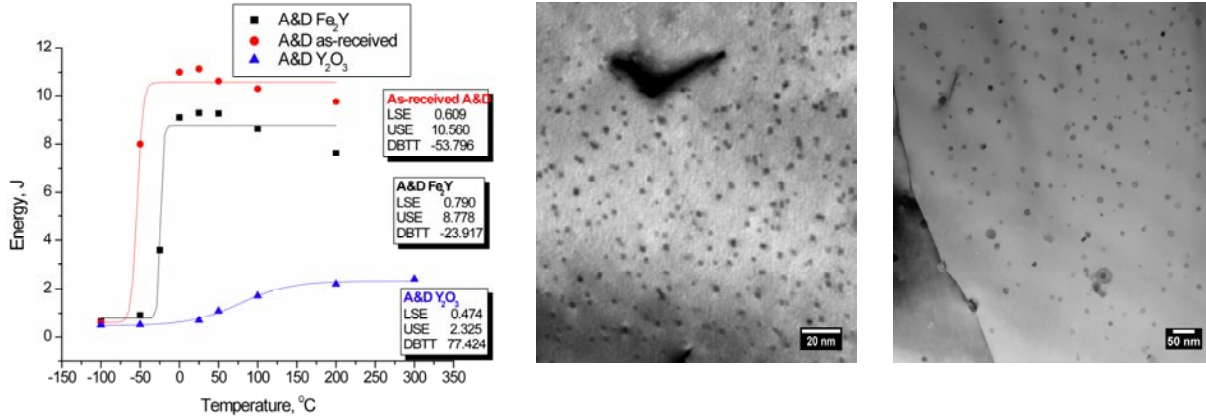 A&D Fe2Y
A&D as-received
A&D Y2O3
12
10
8
6
4
2
0
Energy, J
-150 -100 -50 0 50 100 150 200 250 300 350
Temperature, °C
As-received A&D
LSE 0.609
USE 10.560
DBTT -53.796
A&D Fe2Y
LSE 0.790
USE 8.778
DBTT -23.917
A&D Y2O3
LSE 0.474
USE 2.325
DBTT 77.424
20 nm
50 nm